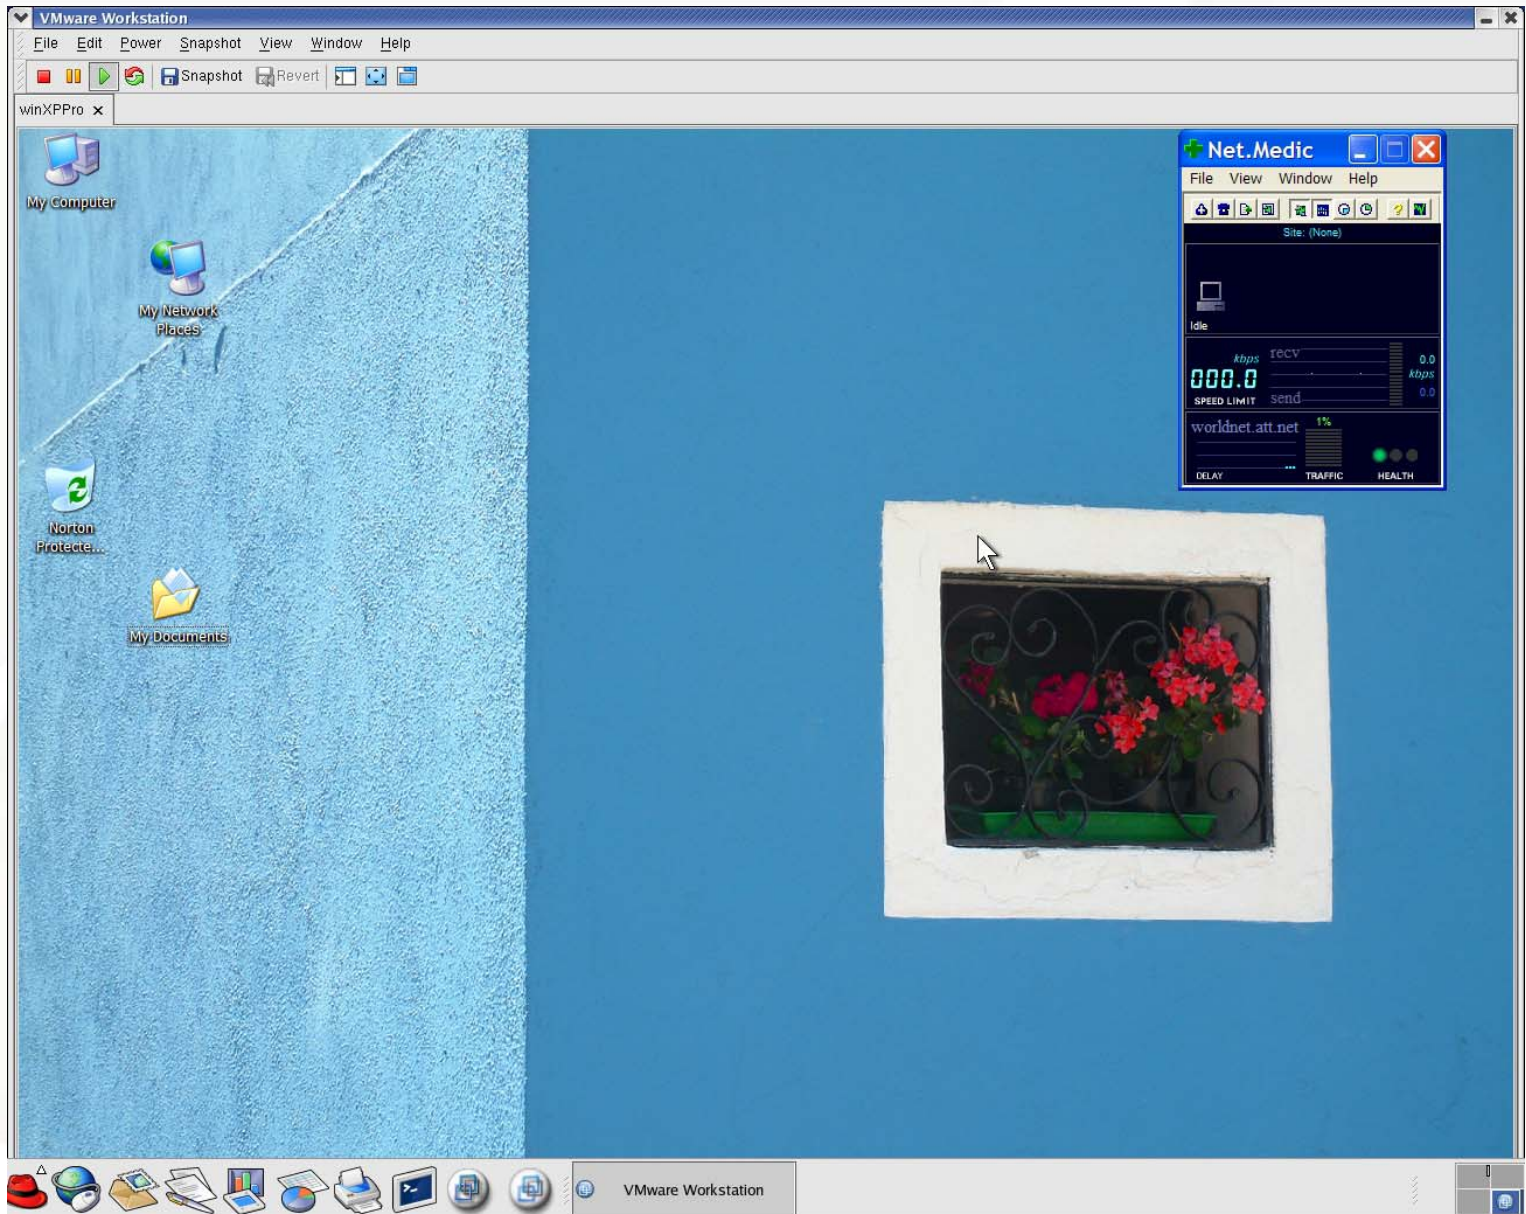 VMware Workstation
File Edit Power Snapshot View Window Help
Snapshot Revert
winXPPro
My Computer
My Network
Places
Norton
Protecte...
My Documents
Net.Medic
File View Window Help
Site: (None)
Idle
kbps recv 0.0
000.0 kbps
SPEED LIMIT send 0.0
worldnet.att.net 1%
DELAY TRAFFIC HEALTH
VMware Workstation